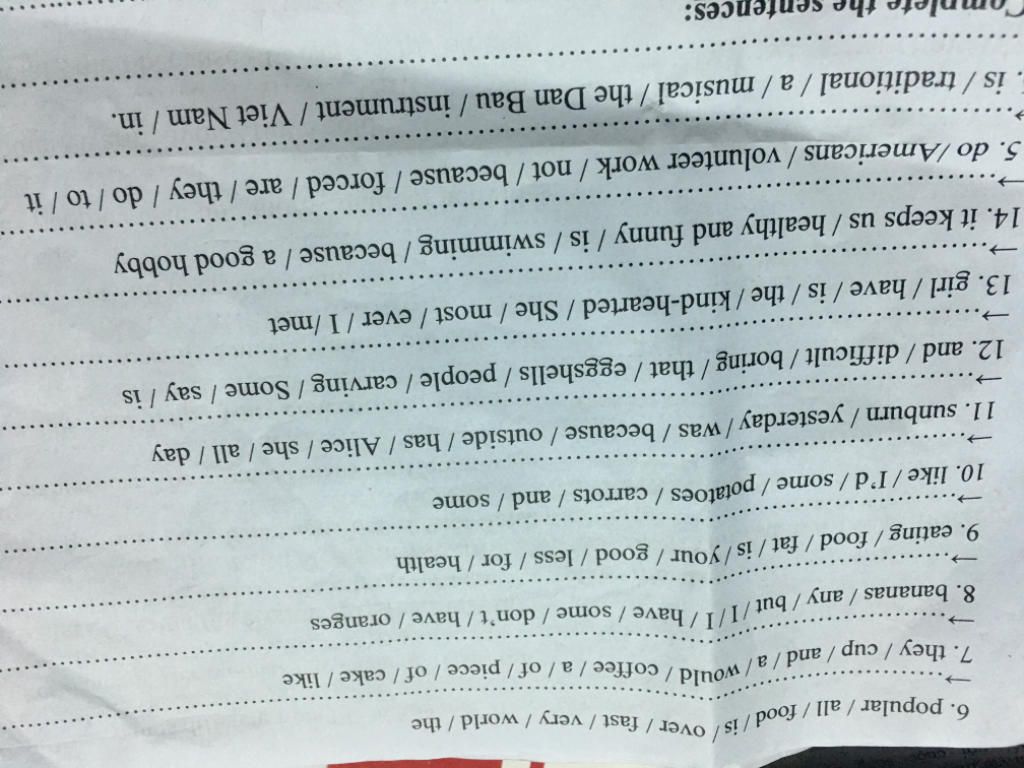 6. popular / all / food / is / over / fast / very / world / the
→
7. they / cup / and / a / would / coffee / a / of / piece / of / cake / like
→
8. bananas / any / but / I / I / have / some / don't / have / oranges
→
9. eating / food / fat / is / your / good / less / for / health
→
10. like / I'd / some / potatoes / carrots / and / some
→
11. sunburn / yesterday / was / because / outside / has / Alice / she / all / day
→
12. and / difficult / boring / that / eggshells / people / carving / Some / say / is
→
13. girl / have / is / the / kind-hearted / She / most / ever / I /met
→
14. it keeps us / healthy and funny / is / swimming / because / a good hobby
→
5. do /Americans / volunteer work / not / because / forced / are / they / do / to / it
→
. is / traditional / a / musical / the Dan Bau / instrument / Viet Nam / in.
Complete the sentences: